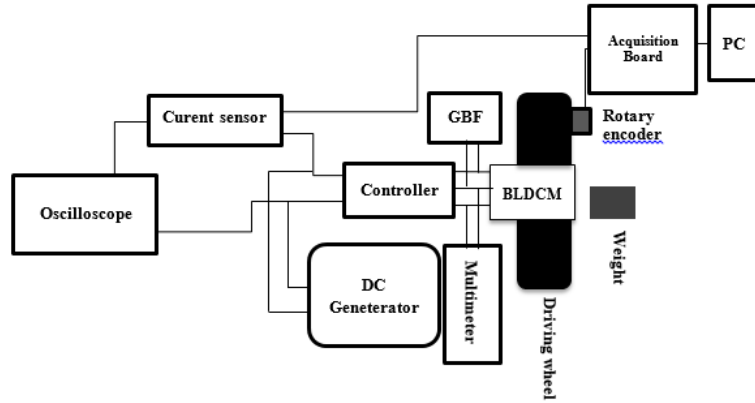 Acquisition
Board
PC
Curent sensor
GBF
Rotary
encoder
Controller
BLDCM
Oscilloscope
Weight
DC
Geneterator
Multimeter
Driving wheel